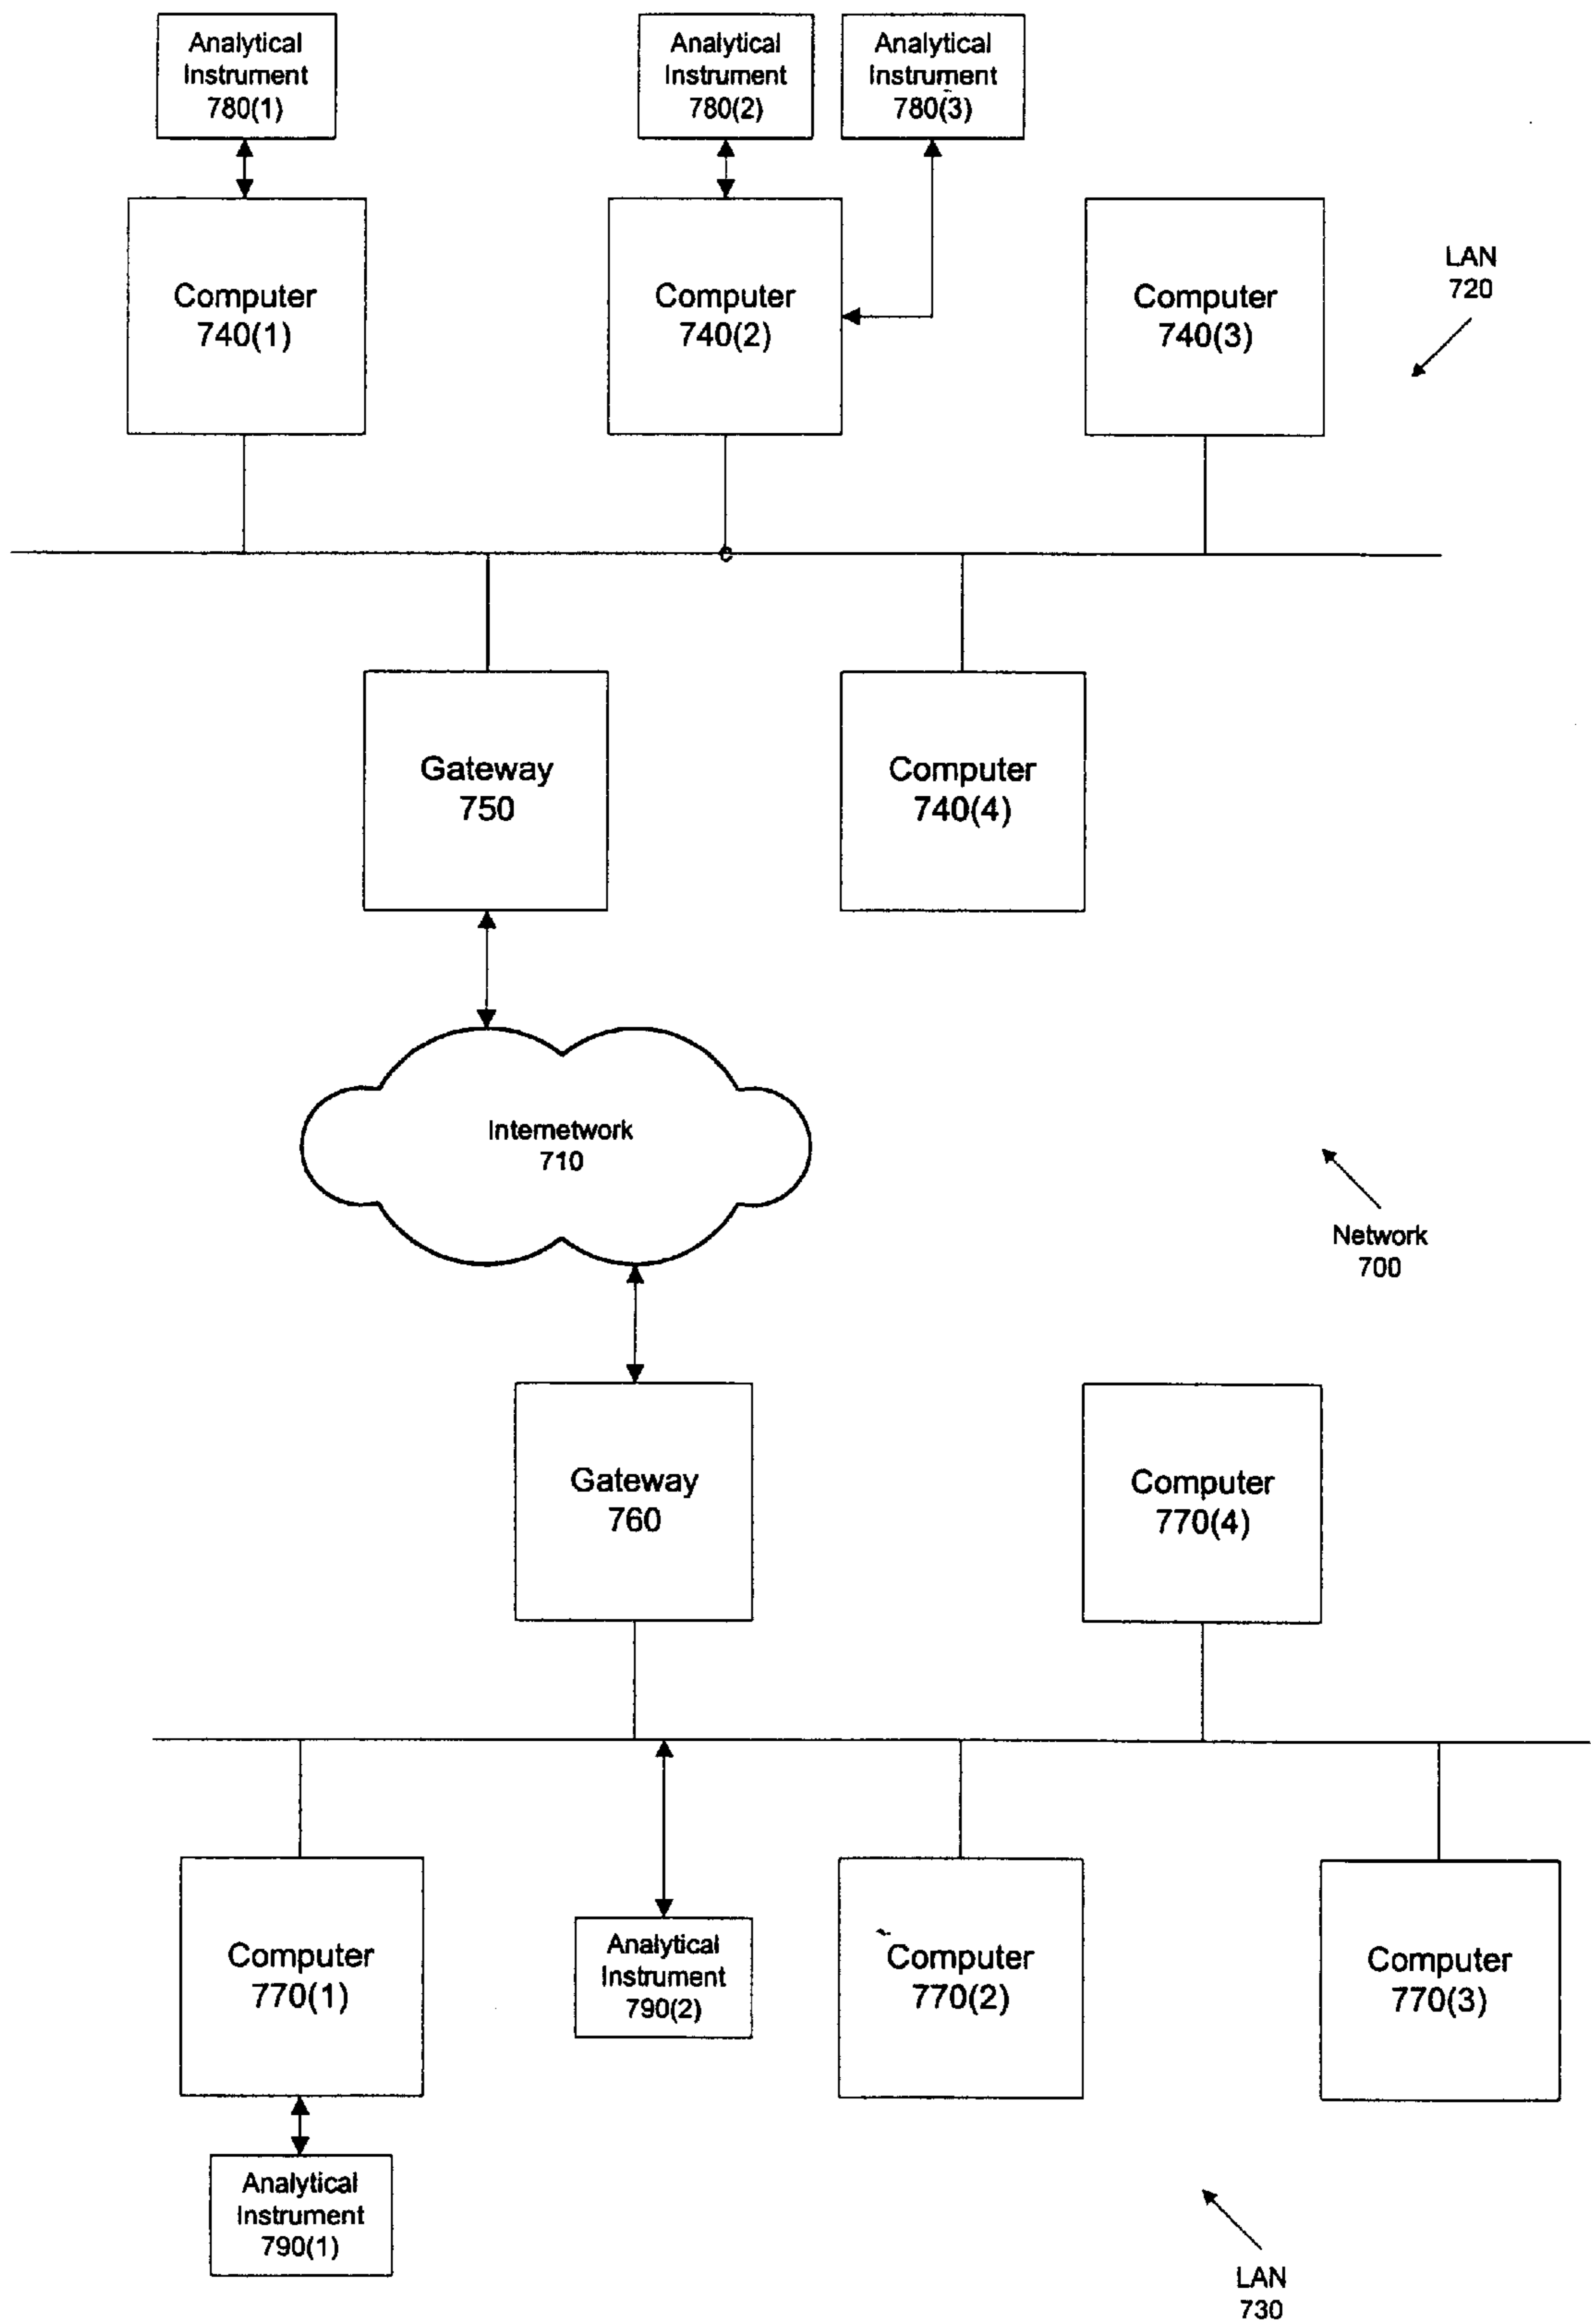 Analytical
Instrument
780(1)
Analytical
Instrument
780(2)
Analytical
Instrument
780(3)
Computer
740(1)
Computer
740(2)
Computer
740(3)
LAN
720
Gateway
750
Computer
740(4)
Internetwork
710
Network
700
Gateway
760
Computer
770(4)
Computer
770(1)
Analytical
Instrument
790(2)
Computer
770(2)
Computer
770(3)
Analytical
Instrument
790(1)
LAN
730